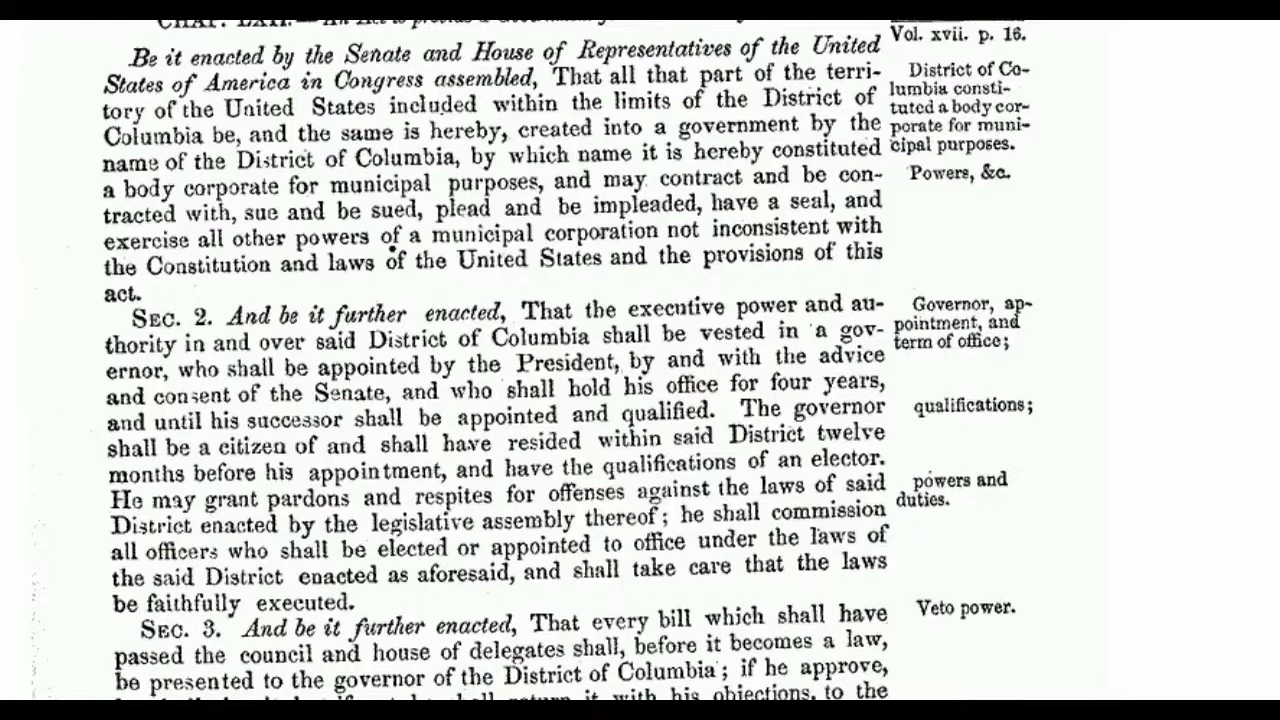 Be it enacted by the Senate and House of Representatives of the United
States of America in Congress assembled, That all that part of the terri-
tory of the United States included within the limits of the District of
Columbia be, and the same is hereby, created into a government by the
name of the District of Columbia, by which name it is hereby constituted
a body corporate for municipal purposes, and may contract and be con-
tracted with, sue and be sued, plead and be impleaded, have a seal, and
exercise all other powers of a municipal corporation not inconsistent with
the Constitution and laws of the United States and the provisions of this
act.
SEC. 2. And be it further enacted, That the executive power and au-
thority in and over said District of Columbia shall be vested in a gov-
ernor, who shall be appointed by the President, by and with the advice
and consent of the Senate, and who shall hold his office for four years,
and until his successor shall be appointed and qualified. The governor
shall be a citizen of and shall have resided within said District twelve
months before his appointment, and have the qualifications of an elector.
He may grant pardons and respites for offenses against the laws of said
District enacted by the legislative assembly thereof; he shall commission
all officers who shall be elected or appointed to office under the laws of
the said District enacted as aforesaid, and shall take care that the laws
be faithfully executed.
SEC. 3. And be it further enacted, That every bill which shall have
passed the council and house of delegates shall, before it becomes a law,
be presented to the governor of the District of Columbia; if he approve,
it with his objections, to the
Vol. xvii. p. 16.
District of Co-
lumbia consti-
tuted a body cor-
porate for muni-
cipal purposes.
Powers, &c.
Governor, ap-
pointment, and
term of office;
qualifications;
powers and
duties.
Veto power.